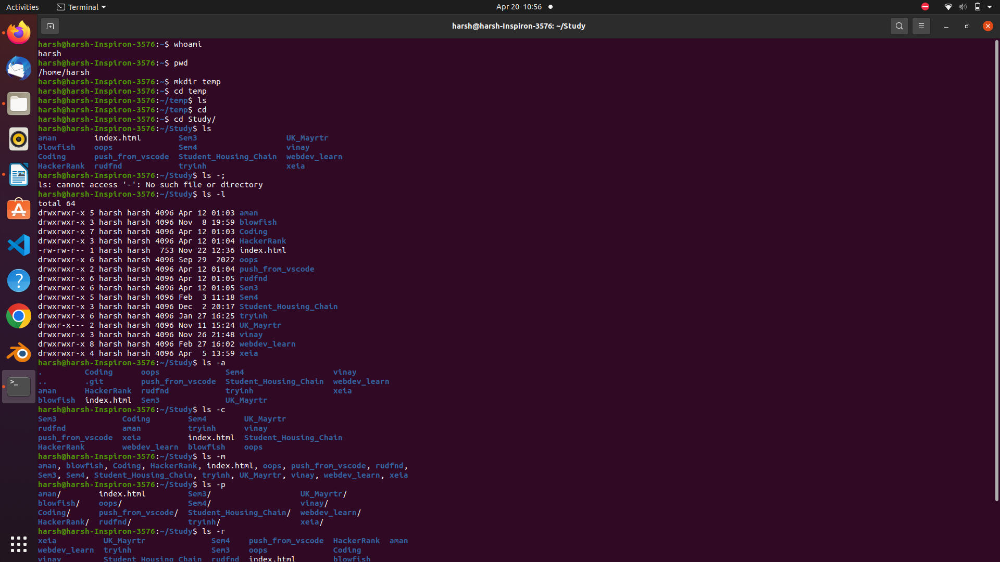 Activities Terminal Apr 20 10:56
harsh@harsh-Inspiron-3576: ~/Study
harsh@harsh-Inspiron-3576:~$ whoami
harsh
harsh@harsh-Inspiron-3576:~$ pwd
/home/harsh
harsh@harsh-Inspiron-3576:~$ mkdir temp
harsh@harsh-Inspiron-3576:~$ cd temp
harsh@harsh-Inspiron-3576:~/temp$ ls
harsh@harsh-Inspiron-3576:~/temp$ cd
harsh@harsh-Inspiron-3576:~$ cd Study/
harsh@harsh-Inspiron-3576:~/Study$ ls
aman index.html Sem3 UK_Mayrtr
blowfish oops Sem4 vinay
Coding push_from_vscode Student_Housing_Chain webdev_learn
HackerRank rudfnd tryinh xeia
harsh@harsh-Inspiron-3576:~/Study$ ls -;
ls: cannot access '-': No such file or directory
harsh@harsh-Inspiron-3576:~/Study$ ls -l
total 64
drwxrwxr-x 5 harsh harsh 4096 Apr 12 01:03 aman
drwxrwxr-x 3 harsh harsh 4096 Nov  8 19:59 blowfish
drwxrwxr-x 7 harsh harsh 4096 Apr 12 01:03 Coding
drwxrwxr-x 3 harsh harsh 4096 Apr 12 01:04 HackerRank
-rw-rw-r-- 1 harsh harsh  753 Nov 22 12:36 index.html
drwxrwxr-x 6 harsh harsh 4096 Sep 29  2022 oops
drwxrwxr-x 2 harsh harsh 4096 Apr 12 01:04 push_from_vscode
drwxrwxr-x 6 harsh harsh 4096 Apr 12 01:05 rudfnd
drwxrwxr-x 6 harsh harsh 4096 Apr 12 01:05 Sem3
drwxrwxr-x 5 harsh harsh 4096 Feb  3 11:18 Sem4
drwxrwxr-x 3 harsh harsh 4096 Dec  2 20:17 Student_Housing_Chain
drwxrwxr-x 6 harsh harsh 4096 Jan 27 16:25 tryinh
drwxr-x--- 2 harsh harsh 4096 Nov 11 15:24 UK_Mayrtr
drwxrwxr-x 3 harsh harsh 4096 Nov 26 21:48 vinay
drwxrwxr-x 8 harsh harsh 4096 Feb 27 16:02 webdev_learn
drwxrwxr-x 4 harsh harsh 4096 Apr  5 13:59 xeia
harsh@harsh-Inspiron-3576:~/Study$ ls -a
. Coding oops Sem4 vinay
.. .git push_from_vscode Student_Housing_Chain webdev_learn
aman HackerRank rudfnd tryinh xeia
blowfish index.html Sem3 UK_Mayrtr
harsh@harsh-Inspiron-3576:~/Study$ ls -c
Sem3 Coding Sem4 UK_Mayrtr
rudfnd aman tryinh vinay
push_from_vscode xeia index.html Student_Housing_Chain
HackerRank webdev_learn blowfish oops
harsh@harsh-Inspiron-3576:~/Study$ ls -m
aman, blowfish, Coding, HackerRank, index.html, oops, push_from_vscode, rudfnd,
Sem3, Sem4, Student_Housing_Chain, tryinh, UK_Mayrtr, vinay, webdev_learn, xeia
harsh@harsh-Inspiron-3576:~/Study$ ls -p
aman/ index.html Sem3/ UK_Mayrtr/
blowfish/ oops/ Sem4/ vinay/
Coding/ push_from_vscode/ Student_Housing_Chain/ webdev_learn/
HackerRank/ rudfnd/ tryinh/ xeia/
harsh@harsh-Inspiron-3576:~/Study$ ls -r
xeia UK_Mayrtr Sem4 push_from_vscode HackerRank aman
webdev_learn tryinh Sem3 oops Coding
vinay Student_Housing_Chain rudfnd index.html blowfish